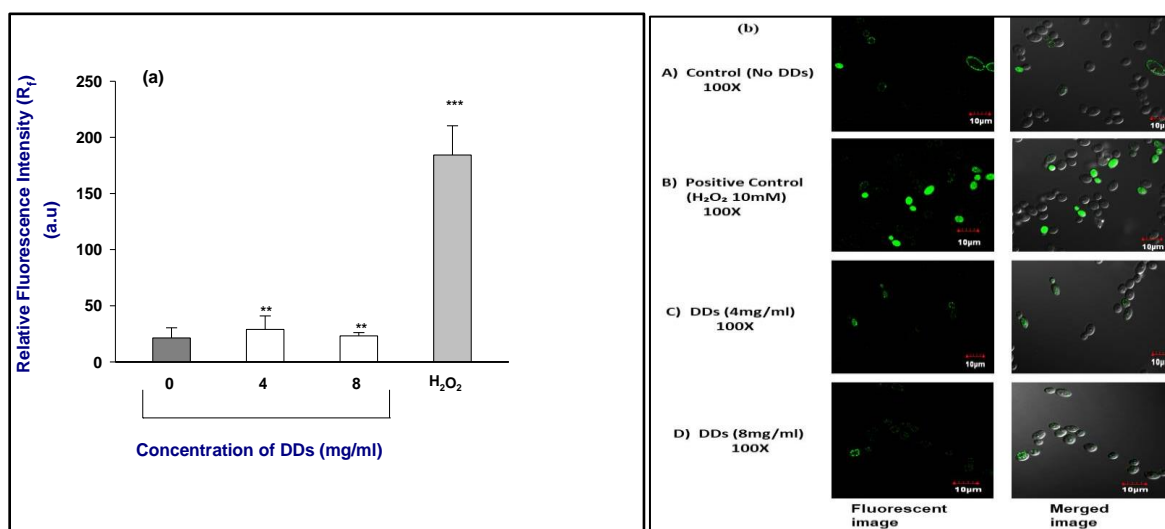 (a)
250
200
150
100
50
0
Relative Fluorescence Intensity (Rf)
(a.u)
**
**
***
0 4 8 H₂O₂
Concentration of DDs (mg/ml)
(b)
A) Control (No DDs)
100X
10µm
10µm
B) Positive Control
(H₂O₂ 10mM)
100X
10µm
10µm
C) DDs (4mg/ml)
100X
10µm
10µm
D) DDs (8mg/ml)
100X
10µm
10µm
Fluorescent
image
Merged
image